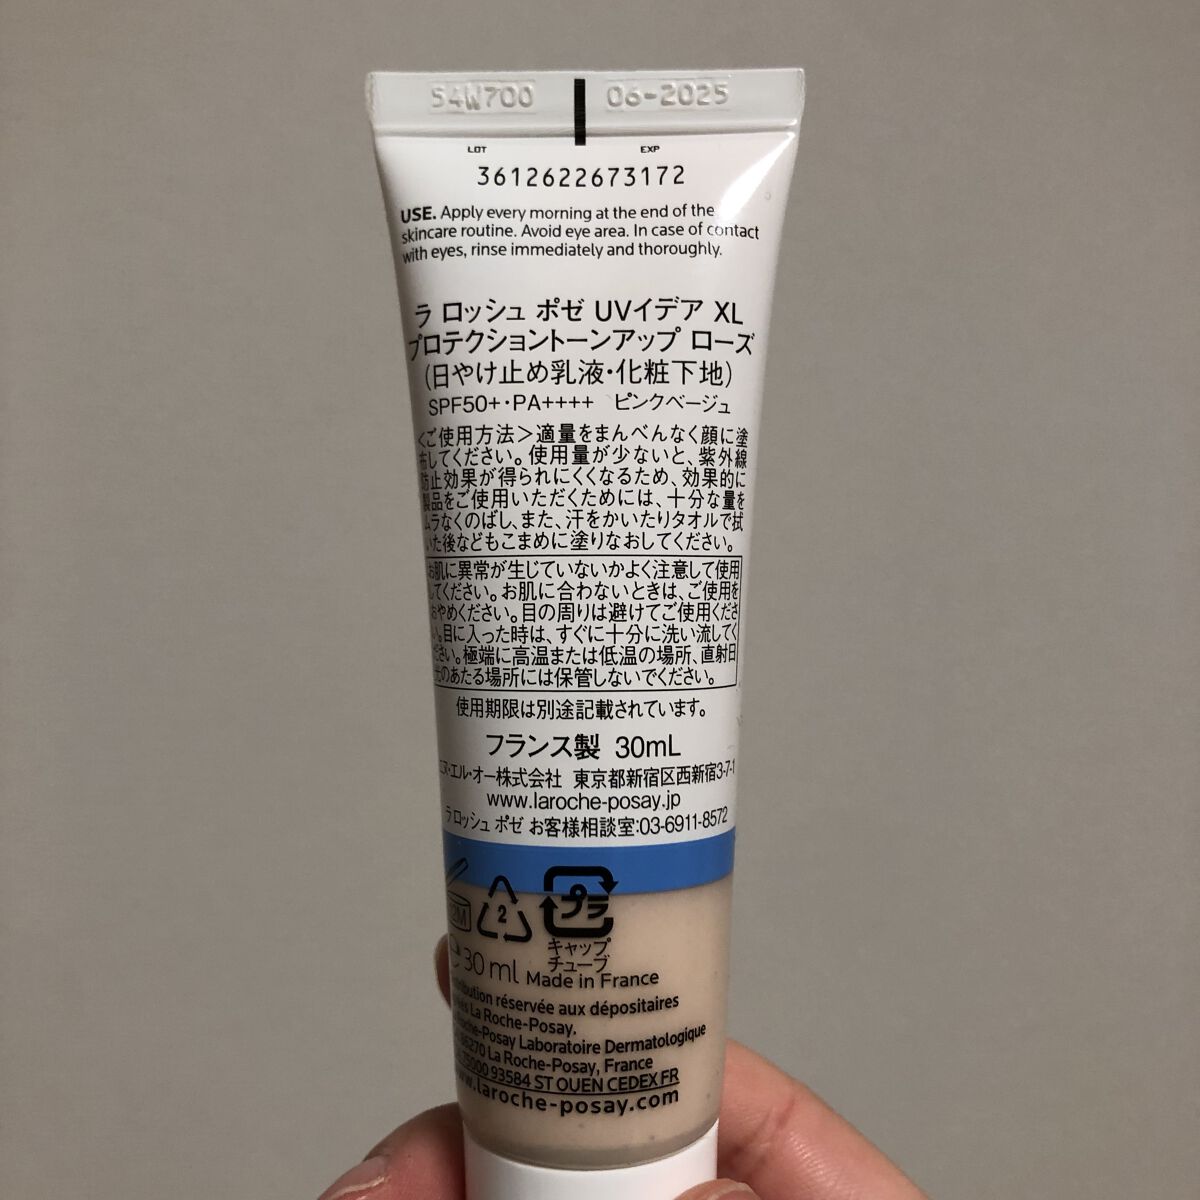 54W700 06-2025
LOT EXP
3612622673172
USE. Apply every morning at the end of the
skincare routine. Avoid eye area. In case of contact
with eyes, rinse immediately and thoroughly.
ラ ロッシュ ポゼ UVイデア XL
プロテクショントーンアップ ローズ
(日やけ止め乳液・化粧下地)
SPF50+・PA++++ ピンクベージュ
<ご使用方法>適量をまんべんなく顔に塗
布してください。使用量が少ないと、紫外線
防止効果が得られにくくなるため、効果的に
製品をご使用いただくためには、十分な量を
ムラなくのばし、また、汗をかいたりタオルで拭
いた後などもこまめに塗りなおしてください。
お肌に異常が生じていないかよく注意して使用
してください。お肌に合わないときは、ご使用を
おやめください。目の周りは避けてご使用くださ
い。目に入った時は、すぐに十分に洗い流してく
ださい。極端に高温または低温の場所、直射日
光のあたる場所には保管しないでください。
使用期限は別途記載されています。
フランス製 30mL
エヌ・エル・オー株式会社 東京都新宿区西新宿3-7-1
www.laroche-posay.jp
ラ ロッシュ ポゼ お客様相談室:03-6911-8572
2 プラ
キャップ
チューブ
30 ml Made in France
réservée aux dépositaires
La Roche-Posay.
Posay Laboratoire Dermatologique
86270 La Roche-Posay, France
75000 93584 ST OUEN CEDEX FR
www.laroche-posay.com